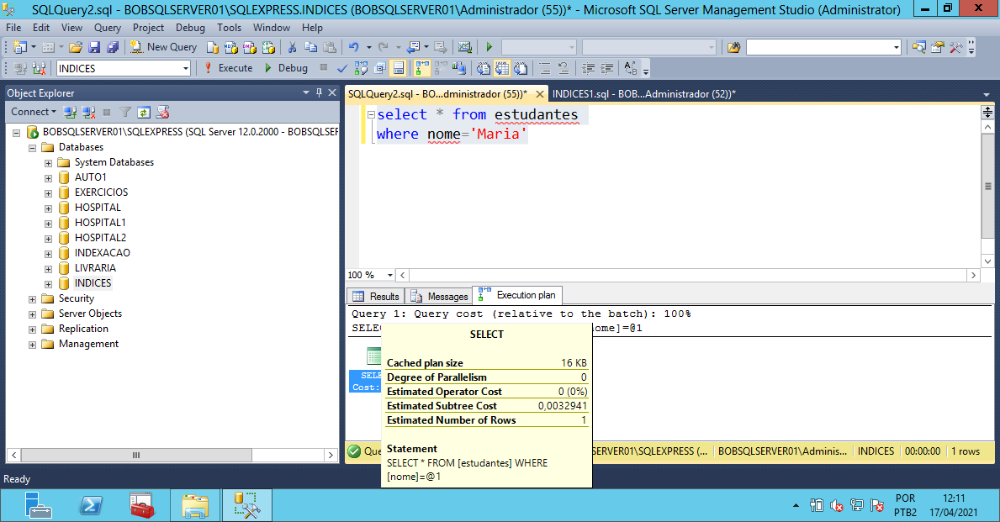 SQLQuery2.sql - BOBSQLSERVER01\SQLEXPRESS.INDICES (BOBSQLSERVER01\Administrador (55))* - Microsoft SQL Server Management Studio (Administrator)
File Edit View Query Project Debug Tools Window Help
New Query
INDICES Execute Debug
Object Explorer
Connect
BOBSQLSERVER01\SQLEXPRESS (SQL Server 12.0.2000 - BOBSQLSER
Databases
System Databases
AUTO1
EXERCICIOS
HOSPITAL
HOSPITAL1
HOSPITAL2
INDEXACAO
LIVRARIA
INDICES
Security
Server Objects
Replication
Management
SQLQuery2.sql - BO...dministrador (55))* INDICES1.sql - BOB...Administrador (52))*
select * from estudantes
where nome='Maria'
100 %
Results Messages Execution plan
Query 1: Query cost (relative to the batch): 100%
SELEC nome]=@1
SELE
Cost:
SELECT
Cached plan size 16 KB
Degree of Parallelism 0
Estimated Operator Cost 0 (0%)
Estimated Subtree Cost 0,0032941
Estimated Number of Rows 1
Statement
SELECT * FROM [estudantes] WHERE
[nome]=@1
Que SERVER01\SQLEXPRESS (... BOBSQLSERVER01\Adminis... INDICES 00:00:00 1 rows
Ready
POR 12:11
PTB2 17/04/2021